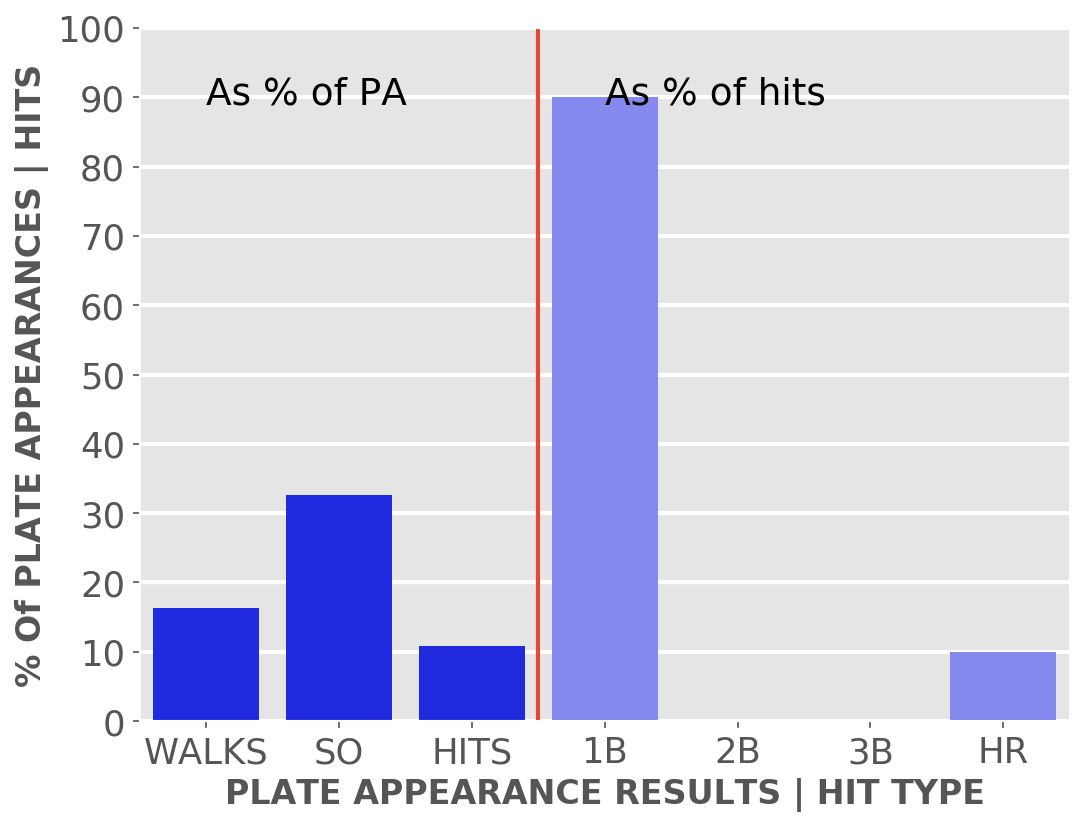 % Of PLATE APPEARANCES | HITS
100
90
80
70
60
50
40
30
20
10
0
As % of PA
As % of hits
WALKS SO HITS 1B 2B 3B HR
PLATE APPEARANCE RESULTS | HIT TYPE